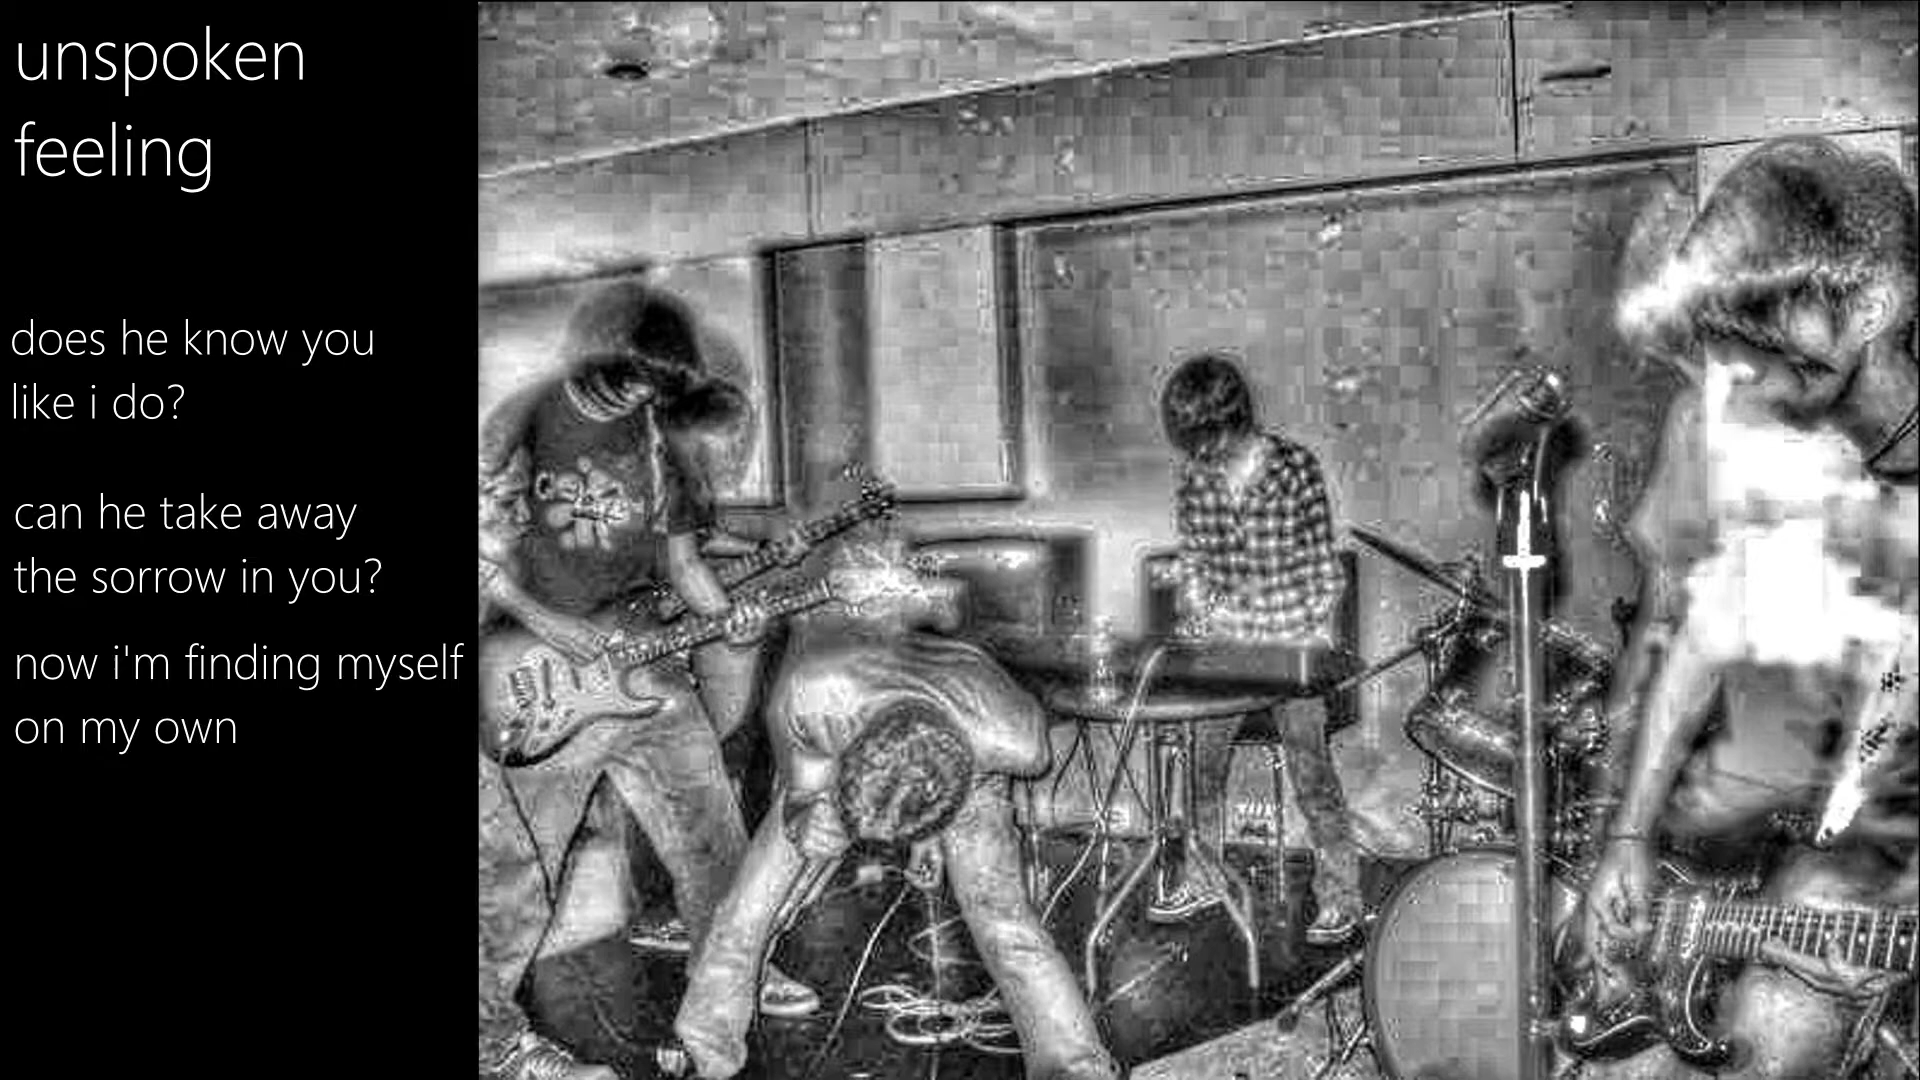 unspoken
feeling
does he know you
like i do?
can he take away
the sorrow in you?
now i'm finding myself
on my own